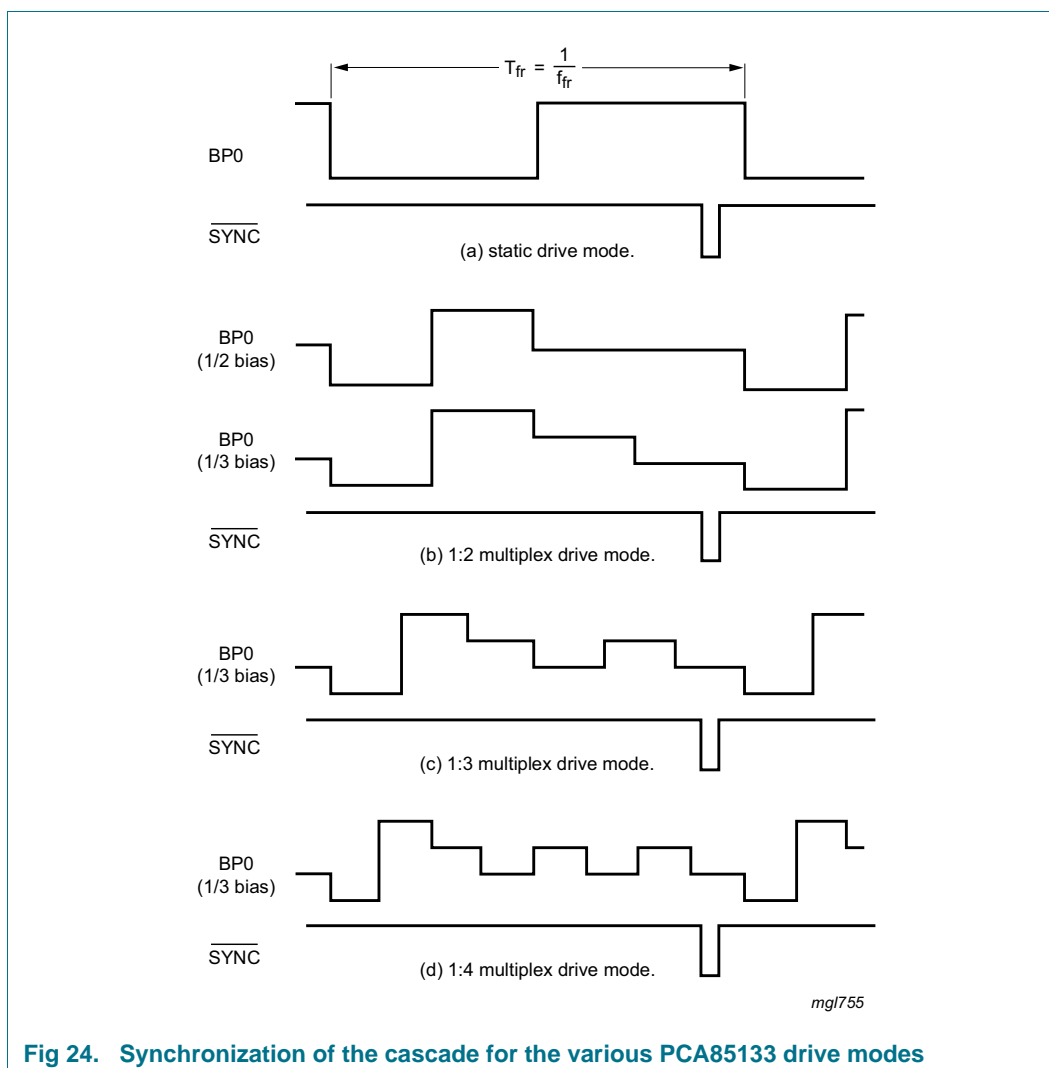 T_fr = 1/f_fr
BP0
SYNC
(a) static drive mode.
BP0
(1/2 bias)
BP0
(1/3 bias)
SYNC
(b) 1:2 multiplex drive mode.
BP0
(1/3 bias)
SYNC
(c) 1:3 multiplex drive mode.
BP0
(1/3 bias)
SYNC
(d) 1:4 multiplex drive mode.
mgl755
Fig 24. Synchronization of the cascade for the various PCA85133 drive modes